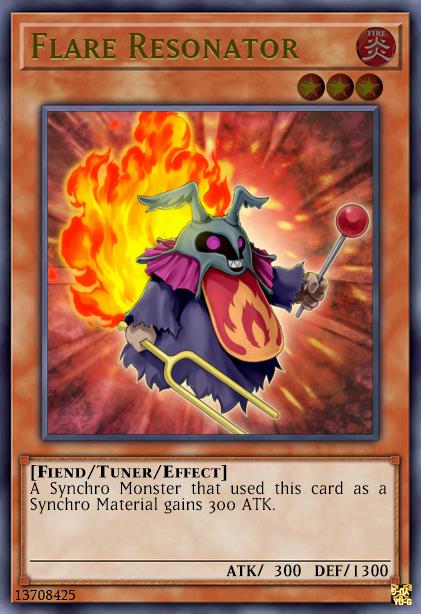 FLARE RESONATOR
FIRE
炎
[FIEND/TUNER/EFFECT]
A Synchro Monster that used this card as a
Synchro Material gains 300 ATK.
ATK/ 300 DEF/1300
13708425